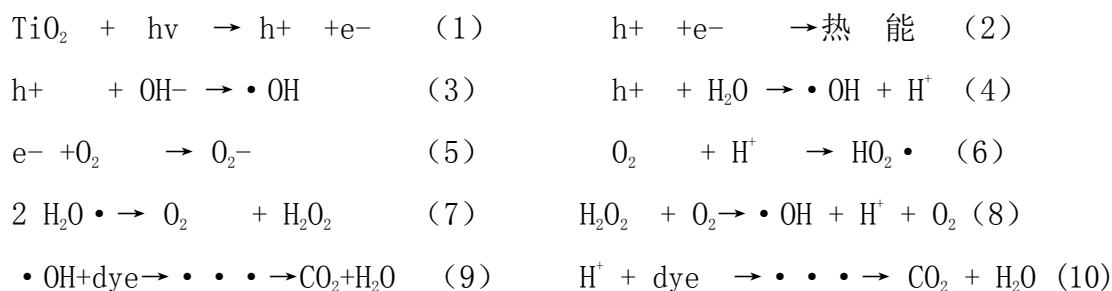 TiO₂ + hv → h+ +e- (1) h+ +e- →热 能 (2)
h+ + OH- →•OH (3) h+ + H₂O →•OH + H⁺ (4)
e- +O₂ → O₂- (5) O₂ + H⁺ → HO₂• (6)
2 H₂O•→ O₂ + H₂O₂ (7) H₂O₂ + O₂→•OH + H⁺ + O₂ (8)
•OH+dye→•••→CO₂+H₂O (9) H⁺ + dye →•••→ CO₂ + H₂O (10)